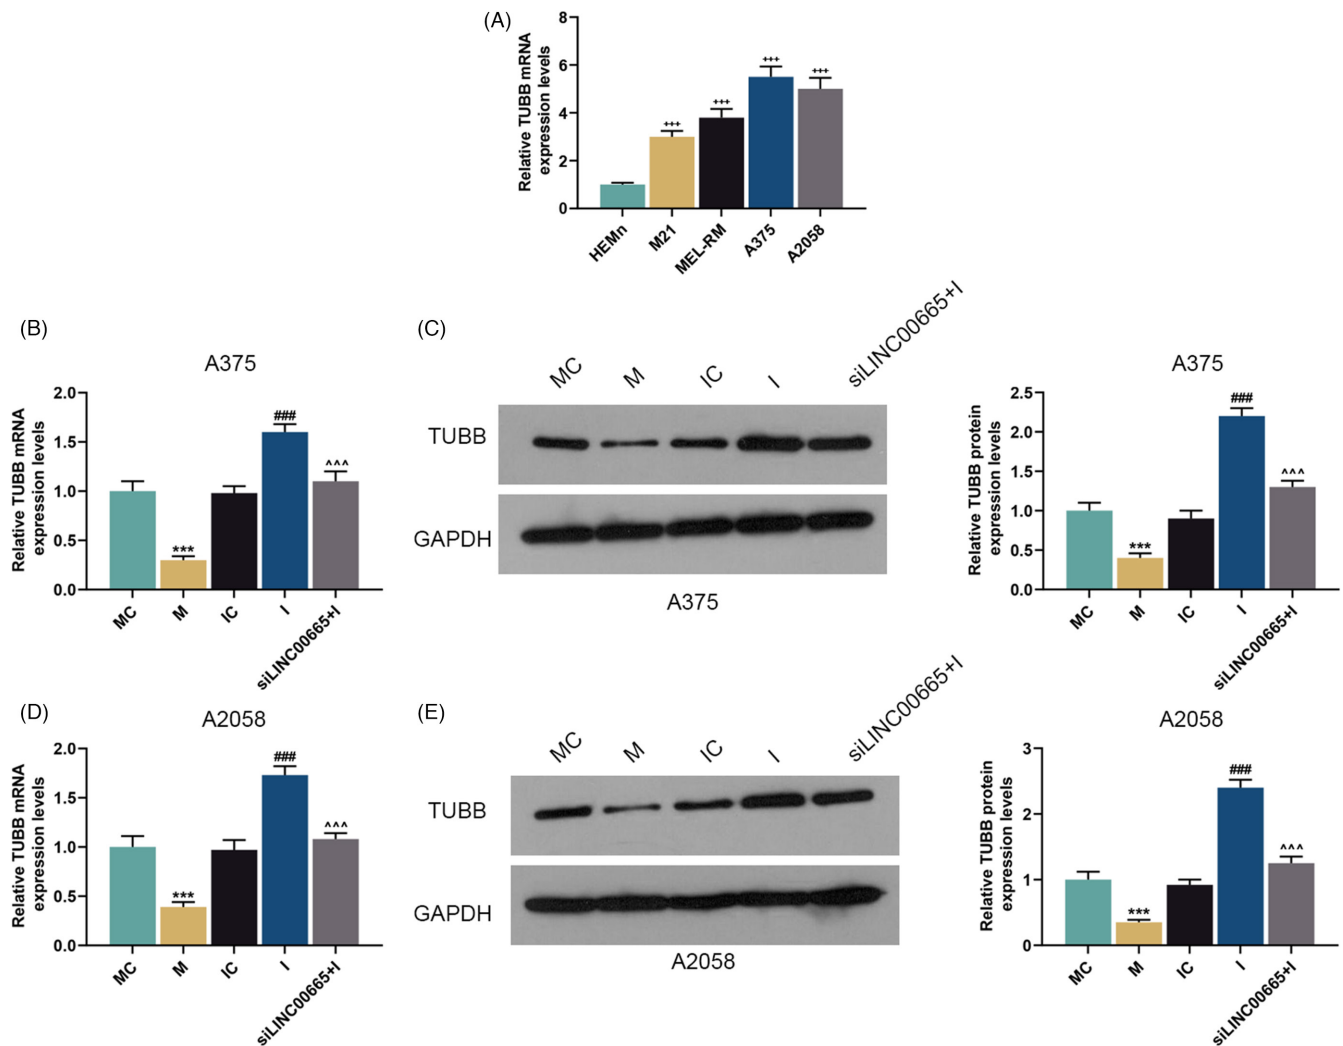 (A)
Relative TUBB mRNA
expression levels
8
6
4
2
0
+++
+++
+++
+++
HEMn
M21
MEL-RM
A375
A2058
(B)
A375
Relative TUBB mRNA
expression levels
2.0
1.5
1.0
0.5
0.0
***
###
^^^
MC
M
IC
I
siLINC00665+I
(C)
MC
M
IC
I
siLINC00665+I
TUBB
GAPDH
A375
A375
Relative TUBB protein
expression levels
2.5
2.0
1.5
1.0
0.5
0.0
***
###
^^^
MC
M
IC
I
siLINC00665+I
(D)
A2058
Relative TUBB mRNA
expression levels
2.0
1.5
1.0
0.5
0.0
***
###
^^^
MC
M
IC
I
siLINC00665+I
(E)
MC
M
IC
I
siLINC00665+I
TUBB
GAPDH
A2058
A2058
Relative TUBB protein
expression levels
3
2
1
0
***
###
^^^
MC
M
IC
I
siLINC00665+I